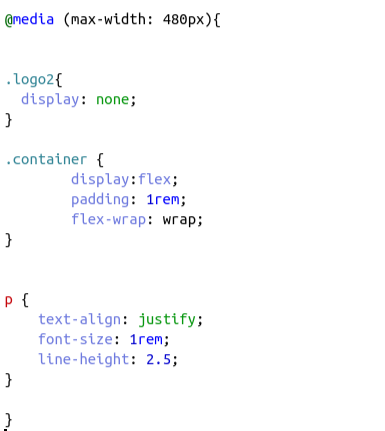 @media (max-width: 480px){
.logo2{
display: none;
}
.container {
display:flex;
padding: 1rem;
flex-wrap: wrap;
}
p {
text-align: justify;
font-size: 1rem;
line-height: 2.5;
}
}